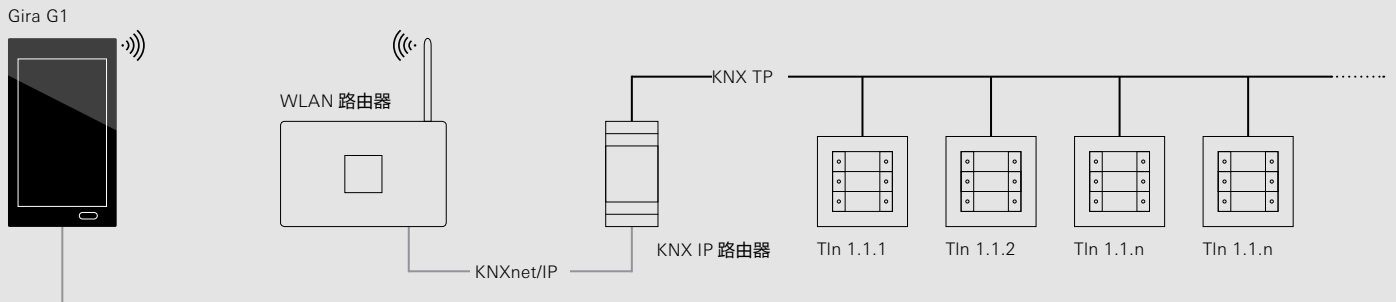 Gira G1
KNX TP
WLAN 路由器
KNX IP 路由器
Tln 1.1.1
Tln 1.1.2
Tln 1.1.n
Tln 1.1.n
KNXnet/IP